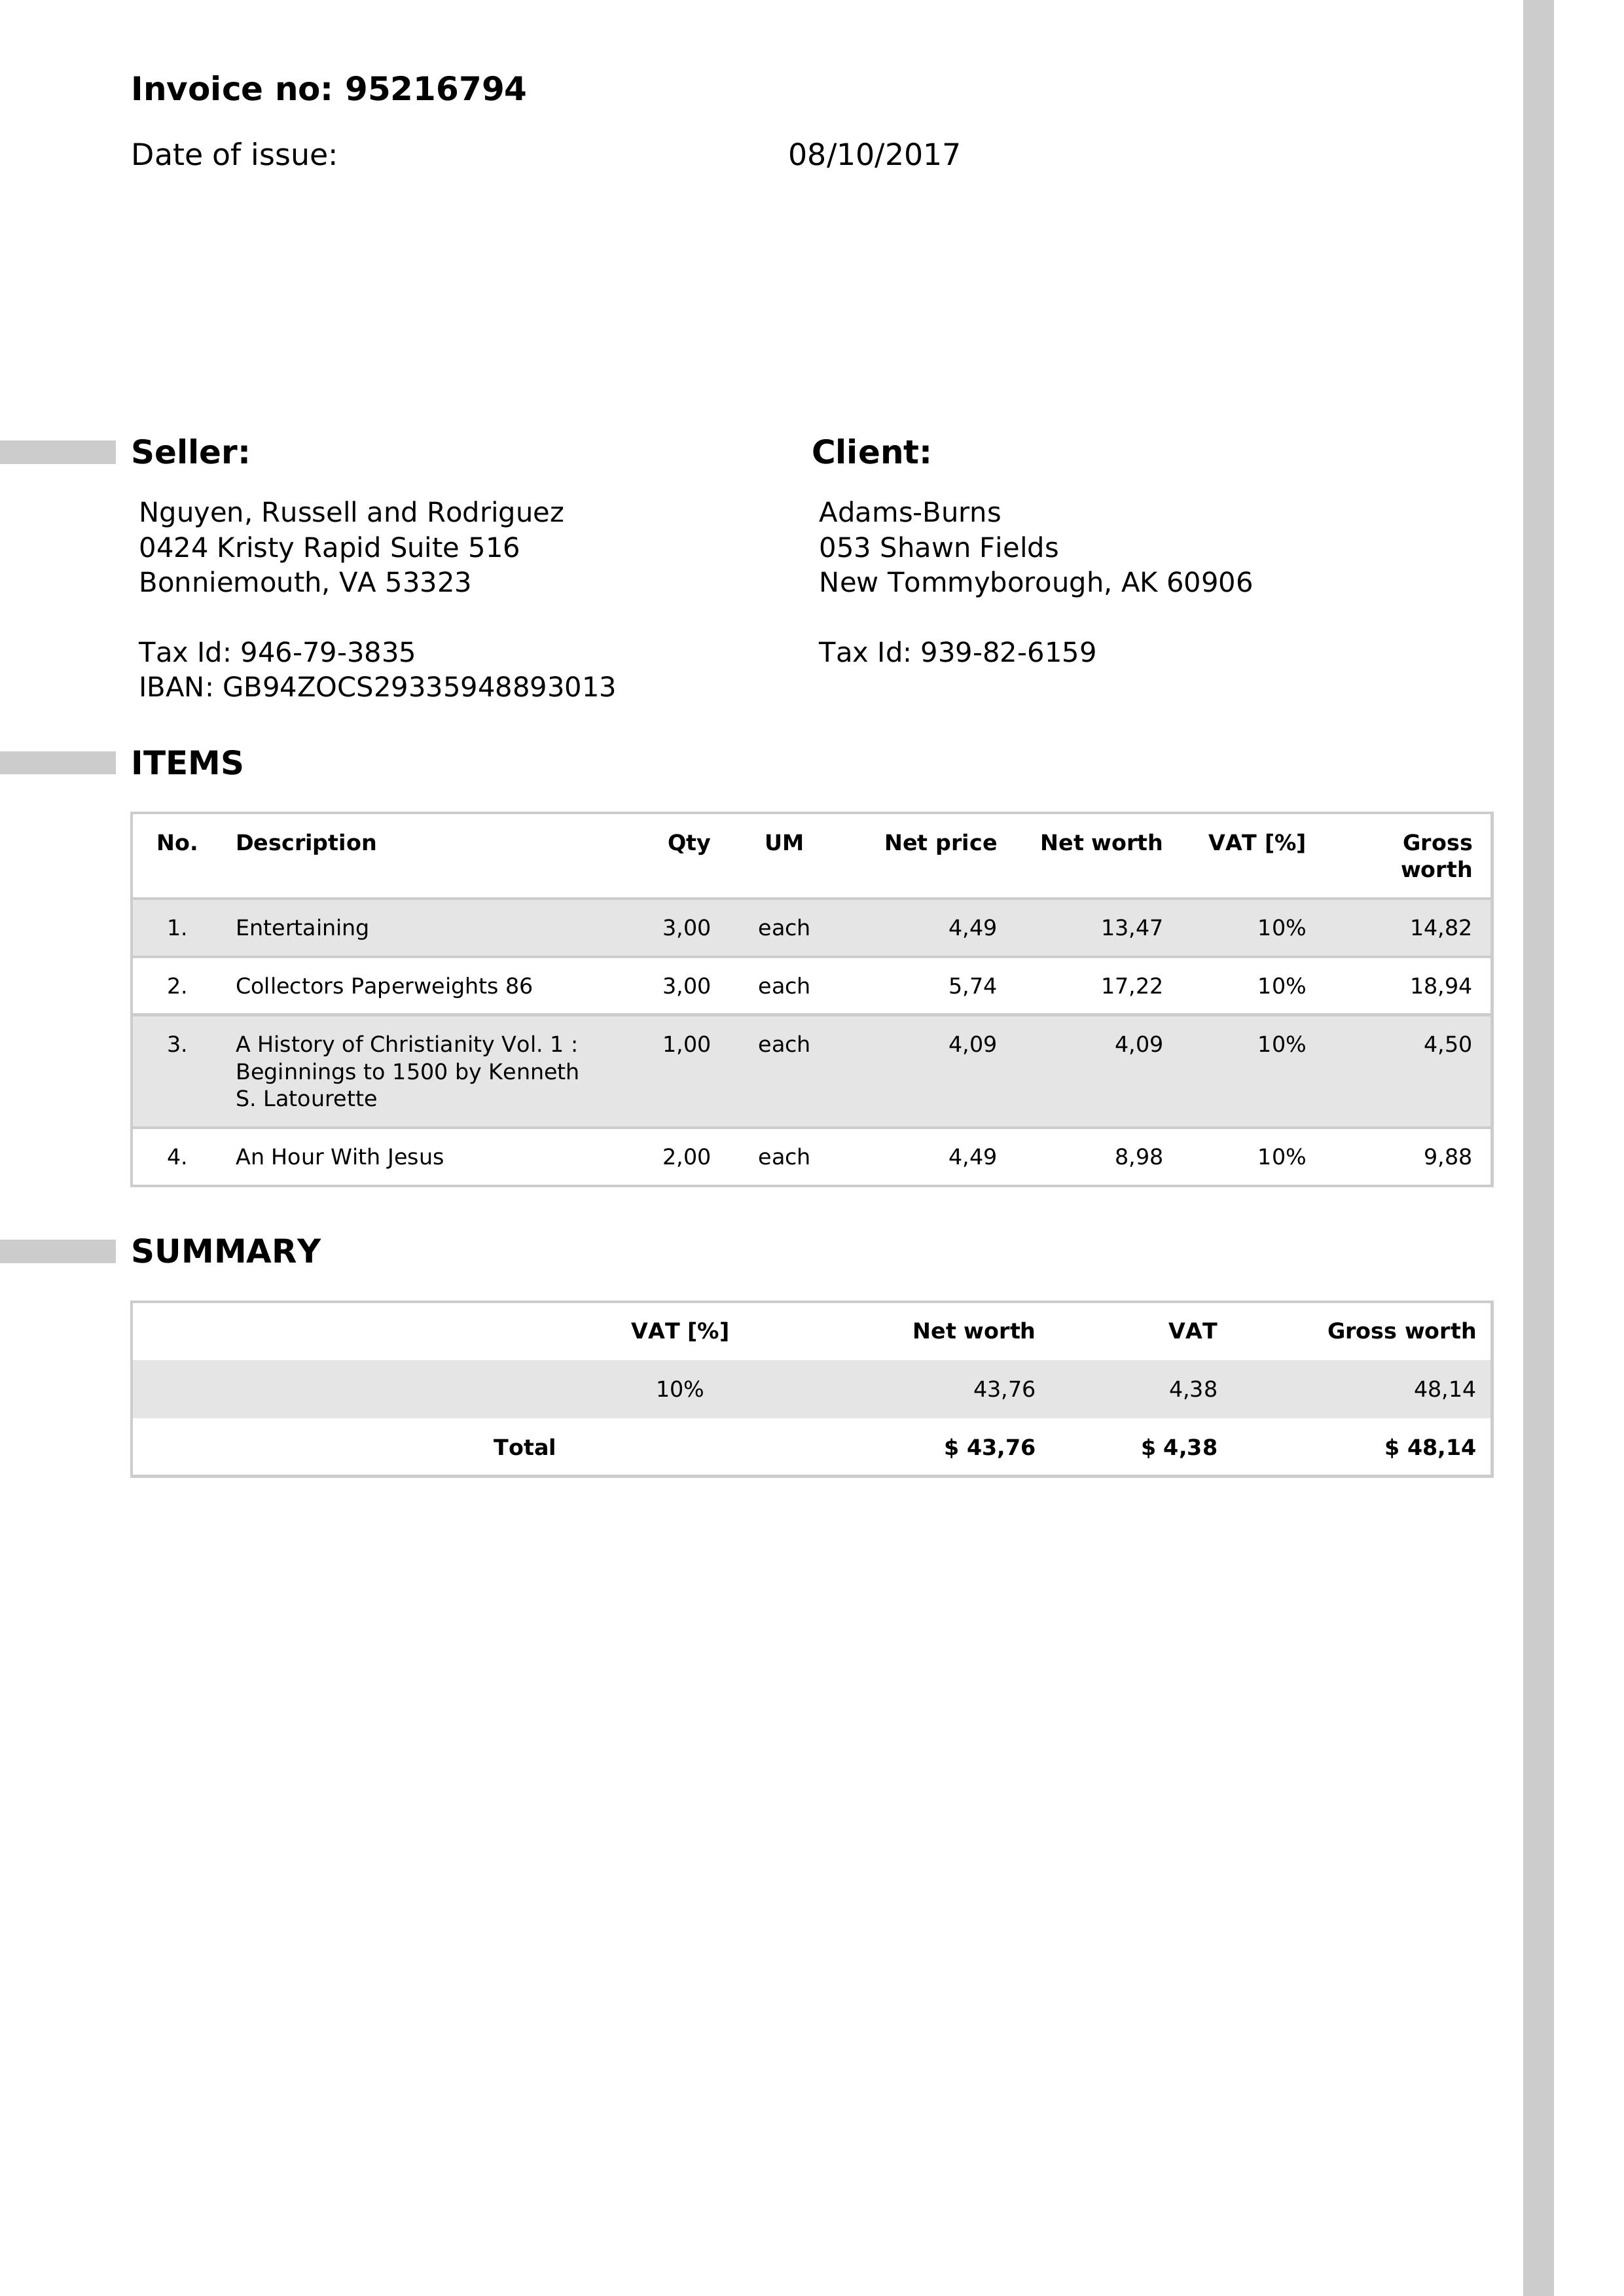 Invoice no: 95216794
Date of issue: 08/10/2017
Seller:
Nguyen, Russell and Rodriguez
0424 Kristy Rapid Suite 516
Bonniemouth, VA 53323
Tax Id: 946-79-3835
IBAN: GB94ZOCS29335948893013
Client:
Adams-Burns
053 Shawn Fields
New Tommyborough, AK 60906
Tax Id: 939-82-6159
ITEMS
No. Description Qty UM Net price Net worth VAT [%] Gross
worth
1. Entertaining 3,00 each 4,49 13,47 10% 14,82
2. Collectors Paperweights 86 3,00 each 5,74 17,22 10% 18,94
3. A History of Christianity Vol. 1 : 1,00 each 4,09 4,09 10% 4,50
Beginnings to 1500 by Kenneth
S. Latourette
4. An Hour With Jesus 2,00 each 4,49 8,98 10% 9,88
SUMMARY
VAT [%] Net worth VAT Gross worth
10% 43,76 4,38 48,14
Total $ 43,76 $ 4,38 $ 48,14